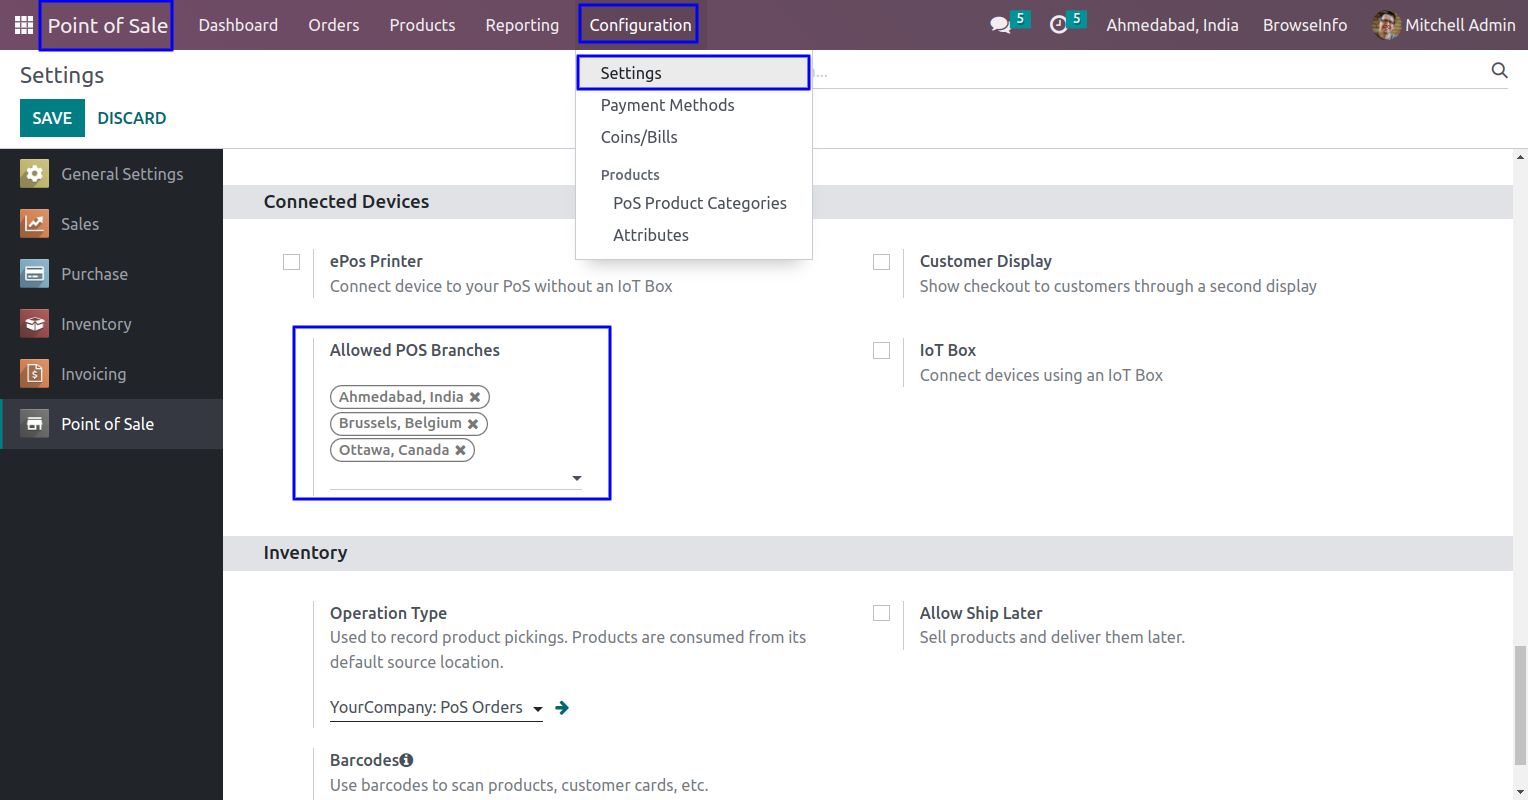 Point of Sale Dashboard Orders Products Reporting Configuration 5 5 Ahmedabad, India BrowseInfo Mitchell Admin
Settings
SAVE DISCARD
Settings
Payment Methods
Coins/Bills
Products
PoS Product Categories
Attributes
General Settings
Sales
Purchase
Inventory
Invoicing
Point of Sale
Connected Devices
ePos Printer
Connect device to your PoS without an IoT Box
Customer Display
Show checkout to customers through a second display
Allowed POS Branches
Ahmedabad, India
Brussels, Belgium
Ottawa, Canada
IoT Box
Connect devices using an IoT Box
Inventory
Operation Type
Used to record product pickings. Products are consumed from its
default source location.
YourCompany: PoS Orders
Allow Ship Later
Sell products and deliver them later.
Barcodes
Use barcodes to scan products, customer cards, etc.